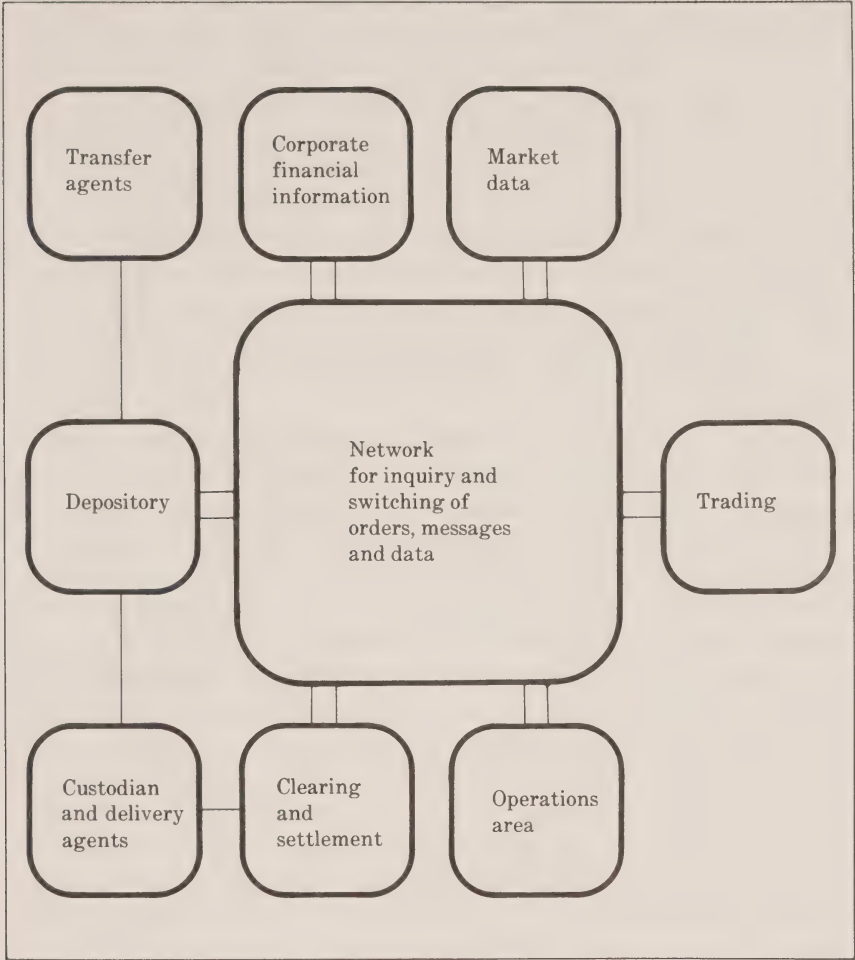 Transfer
agents
Corporate
financial
information
Market
data
Network
for inquiry and
switching of
orders, messages
and data
Depository
Trading
Custodian
and delivery
agents
Clearing
and
settlement
Operations
area